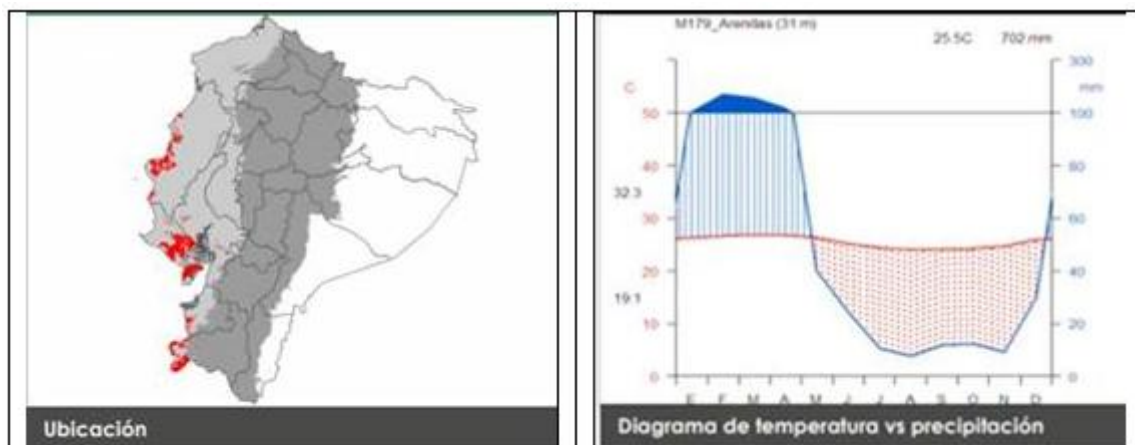 M179_Arenitas (31 m)
25.5C 702 mm
300
C mm
50 100
40 80
32.3
30 60
20 40
19.1
10 20
0 0
E F M A M J J A S O N D
Ubicación
Diagrama de temperatura vs precipitación